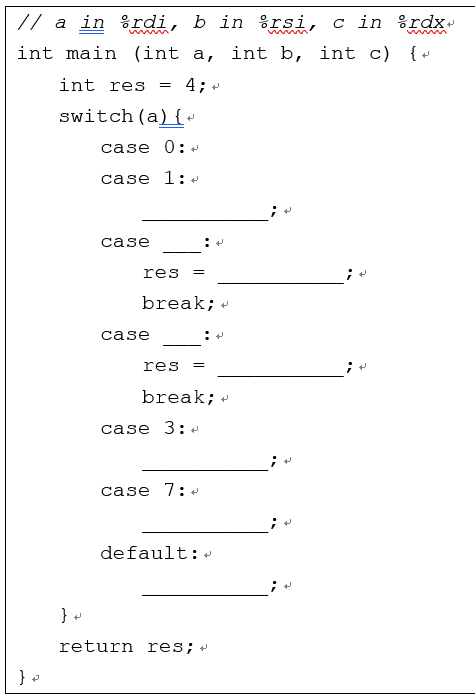 // a in %rdi, b in %rsi, c in %rdx
int main (int a, int b, int c) {
int res = 4;
switch(a){
case 0:
case 1:
__________;
case ___:
res = __________;
break;
case ___:
res = __________;
break;
case 3:
__________;
case 7:
__________;
default:
__________;
}
return res;
}